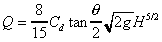 Q = 8/15 C_d tan θ/2 √2g H^5/2